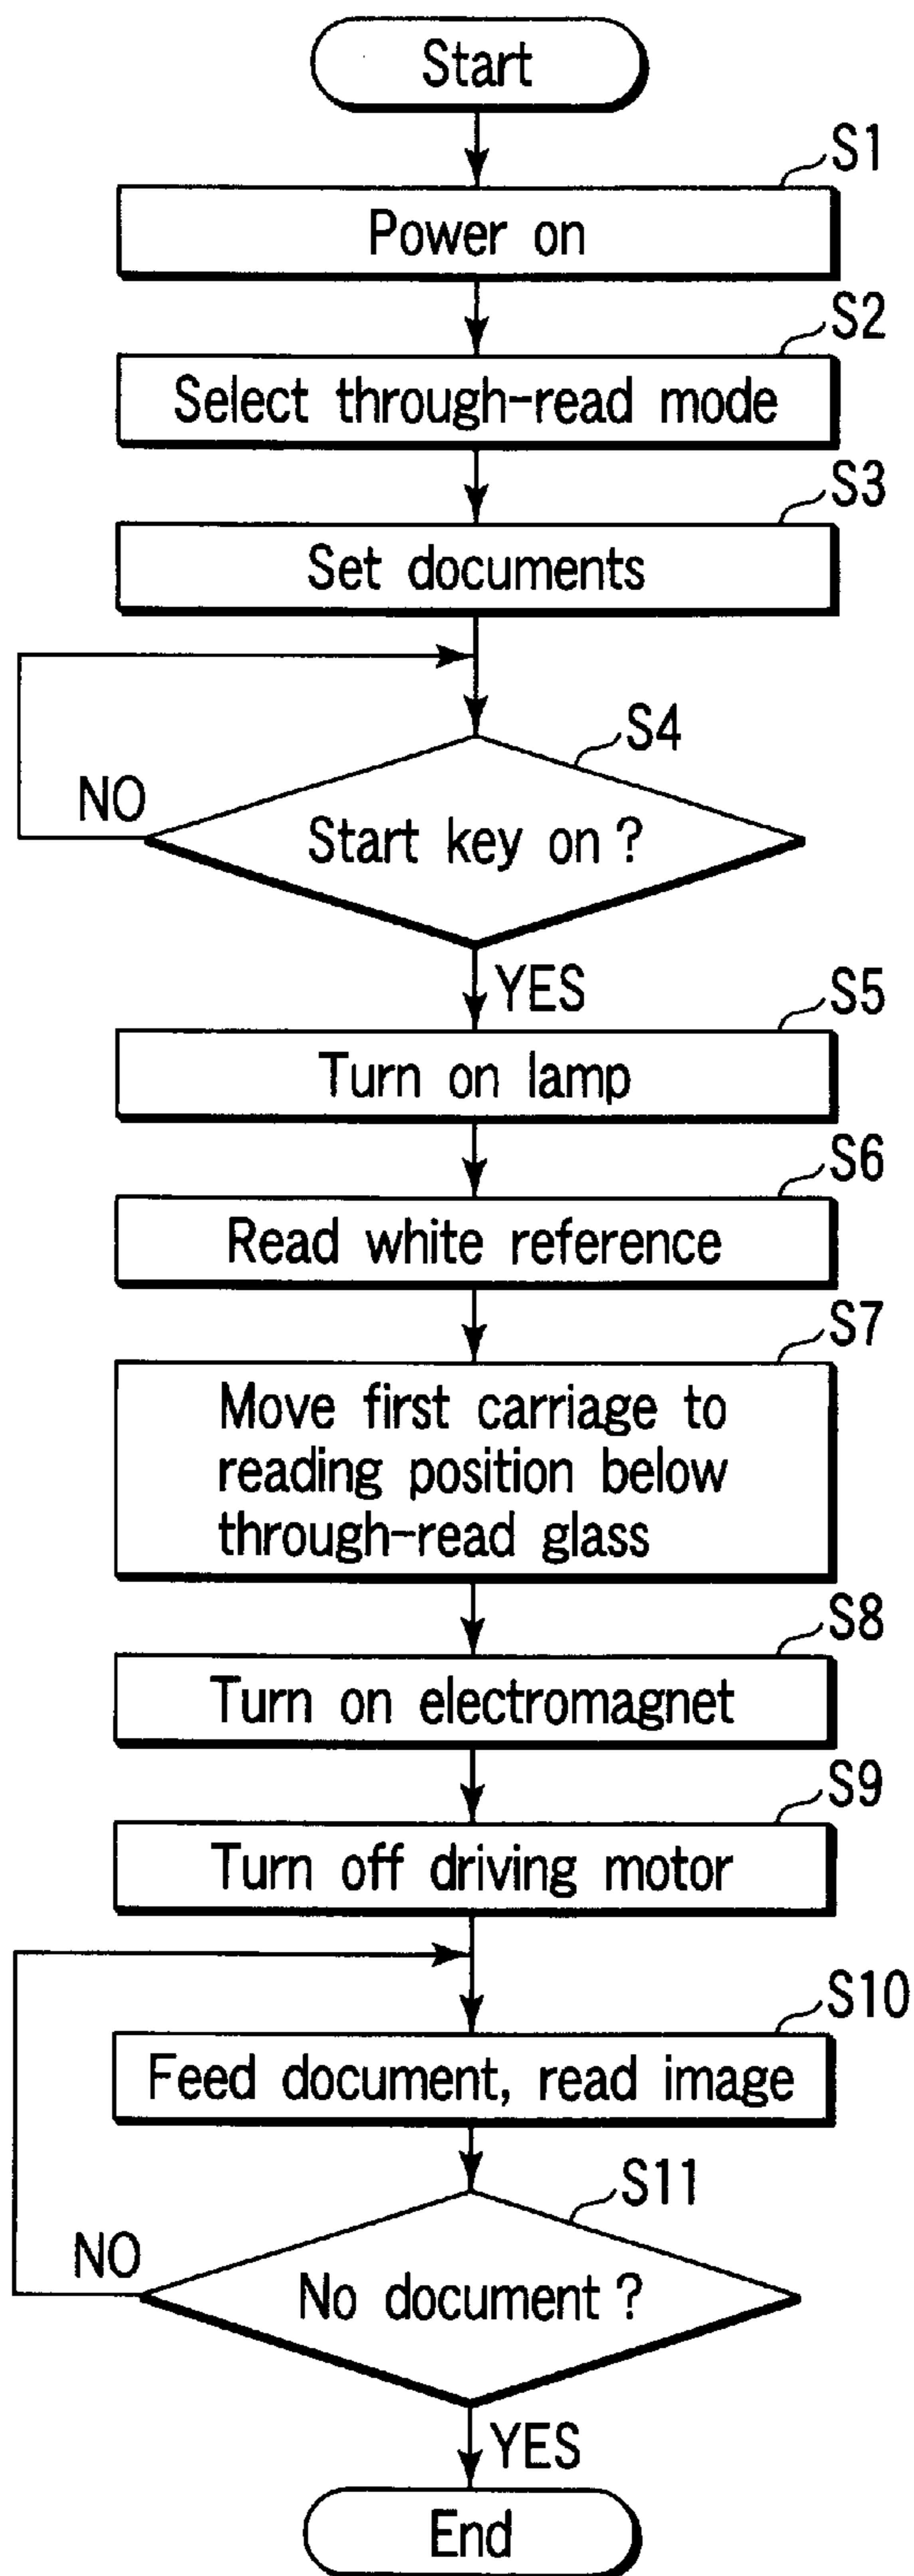 Start
S1
Power on
S2
Select through-read mode
S3
Set documents
S4
NO
Start key on ?
YES
S5
Turn on lamp
S6
Read white reference
S7
Move first carriage to
reading position below
through-read glass
S8
Turn on electromagnet
S9
Turn off driving motor
S10
Feed document, read image
S11
NO
No document ?
YES
End